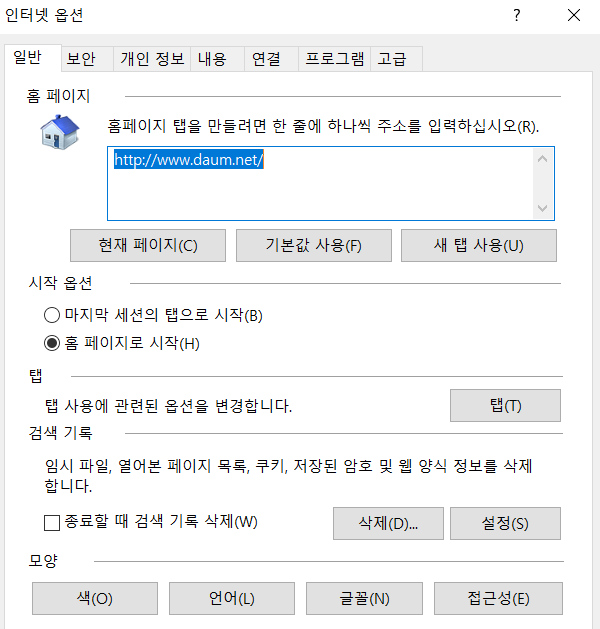 인터넷 옵션 ?
일반 보안 개인 정보 내용 연결 프로그램 고급
홈 페이지
홈페이지 탭을 만들려면 한 줄에 하나씩 주소를 입력하십시오(R).
http://www.daum.net/
현재 페이지(C) 기본값 사용(F) 새 탭 사용(U)
시작 옵션
마지막 세션의 탭으로 시작(B)
홈 페이지로 시작(H)
탭
탭 사용에 관련된 옵션을 변경합니다. 탭(T)
검색 기록
임시 파일, 열어본 페이지 목록, 쿠키, 저장된 암호 및 웹 양식 정보를 삭제
합니다.
종료할 때 검색 기록 삭제(W)
삭제(D)... 설정(S)
모양
색(O) 언어(L) 글꼴(N) 접근성(E)